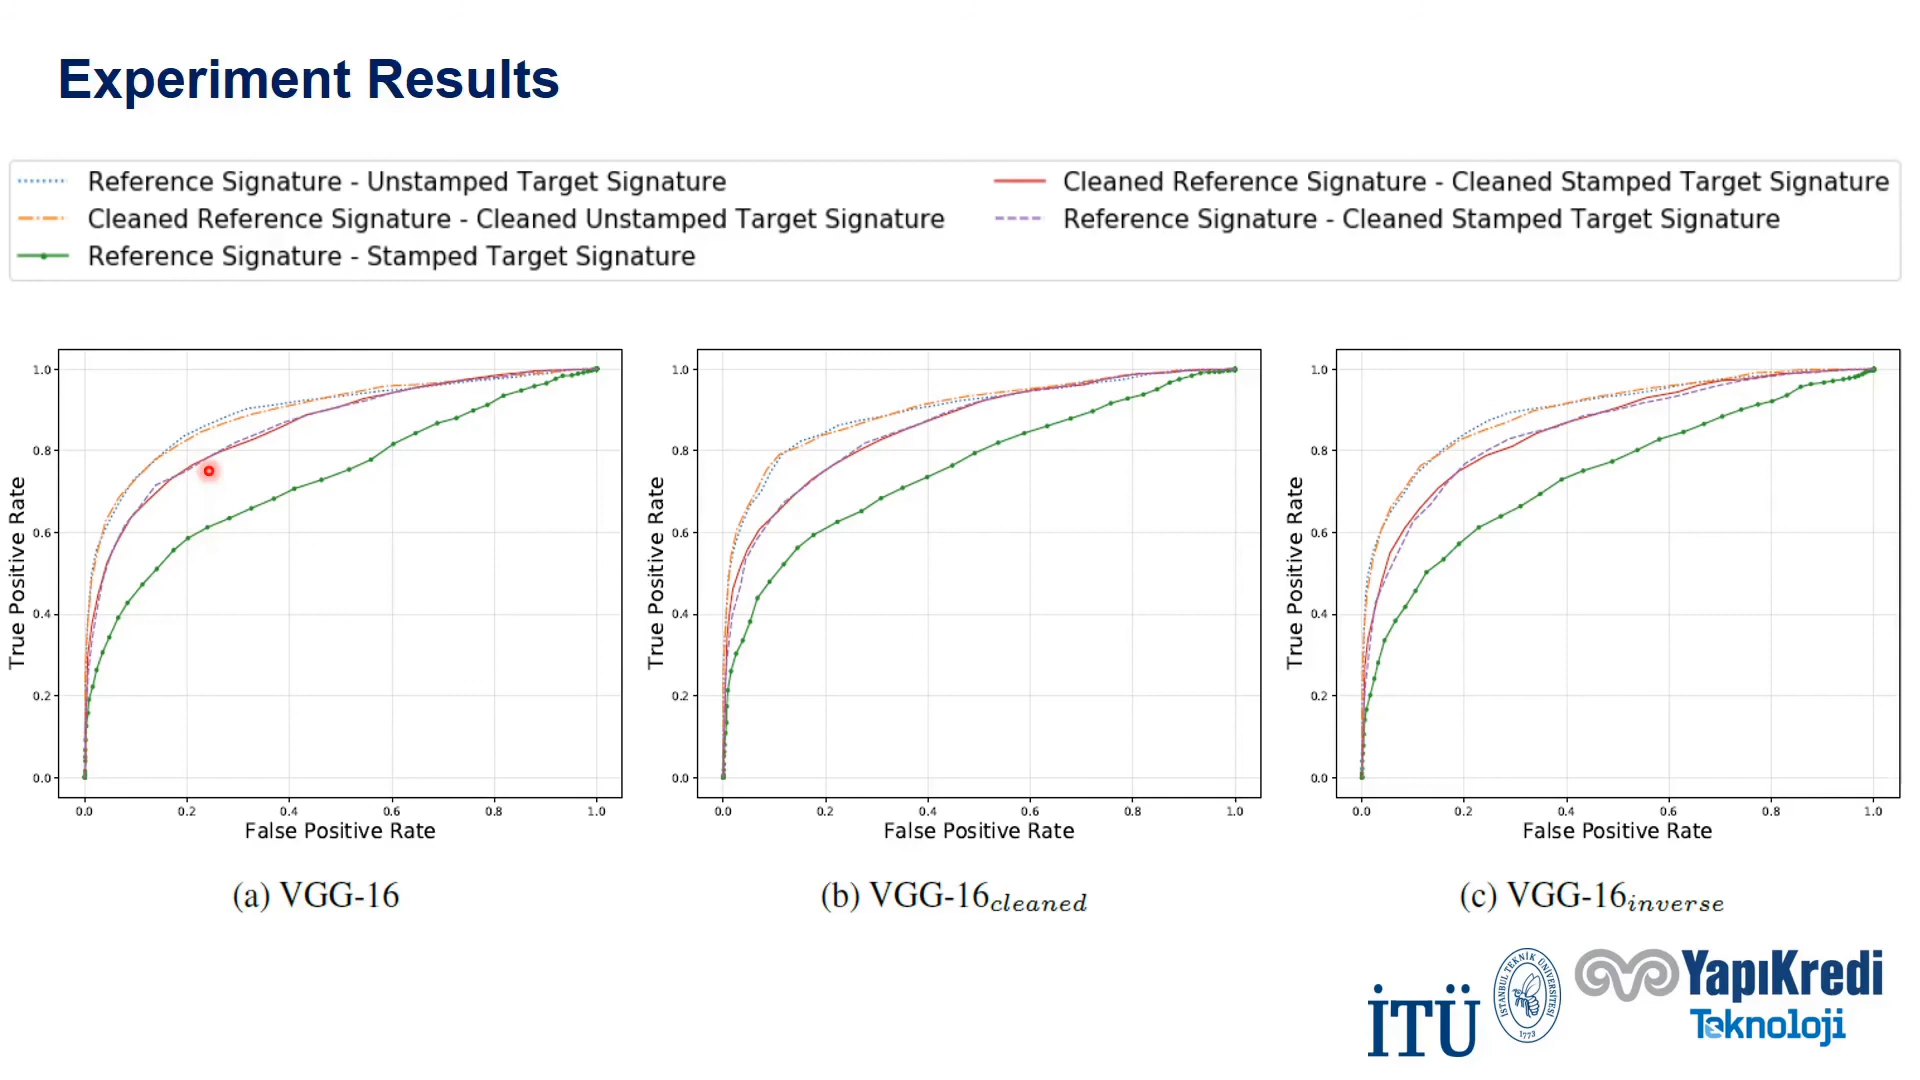 Experiment Results
Reference Signature - Unstamped Target Signature
Cleaned Reference Signature - Cleaned Unstamped Target Signature
Reference Signature - Stamped Target Signature
Cleaned Reference Signature - Cleaned Stamped Target Signature
Reference Signature - Cleaned Stamped Target Signature
True Positive Rate
1.0
0.8
0.6
0.4
0.2
0.0
0.0 0.2 0.4 0.6 0.8 1.0
False Positive Rate
(a) VGG-16
True Positive Rate
1.0
0.8
0.6
0.4
0.2
0.0
0.0 0.2 0.4 0.6 0.8 1.0
False Positive Rate
(b) VGG-16cleaned
True Positive Rate
1.0
0.8
0.6
0.4
0.2
0.0
0.0 0.2 0.4 0.6 0.8 1.0
False Positive Rate
(c) VGG-16inverse
İTÜ
İSTANBUL TEKNİK ÜNİVERSİTESİ
1773
YapıKredi
Teknoloji